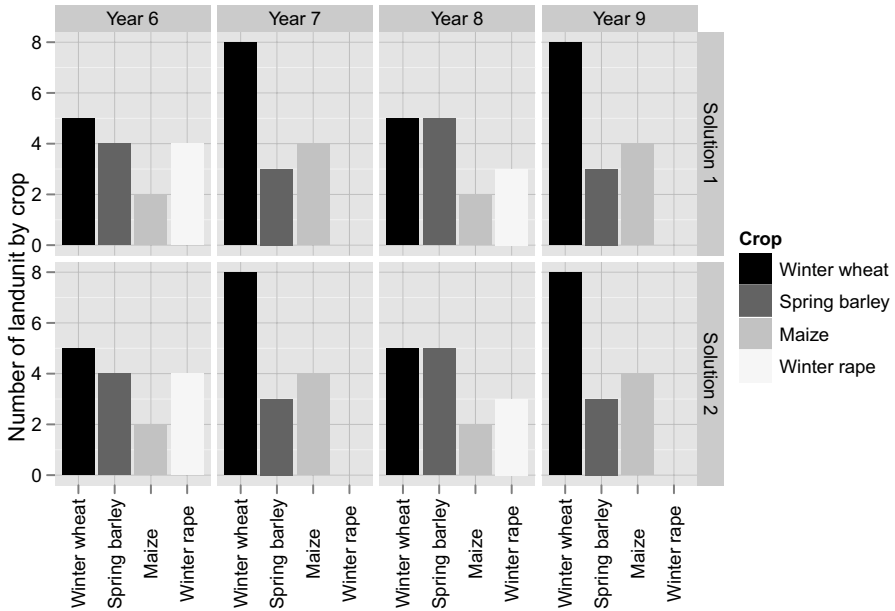 Year 6 Year 7 Year 8 Year 9
Number of landunit by crop
8
6
4
2
0
Solution 1
8
6
4
2
0
Solution 2
Winter wheat
Spring barley
Maize
Winter rape
Winter wheat
Spring barley
Maize
Winter rape
Winter wheat
Spring barley
Maize
Winter rape
Winter wheat
Spring barley
Maize
Winter rape
Crop
Winter wheat
Spring barley
Maize
Winter rape